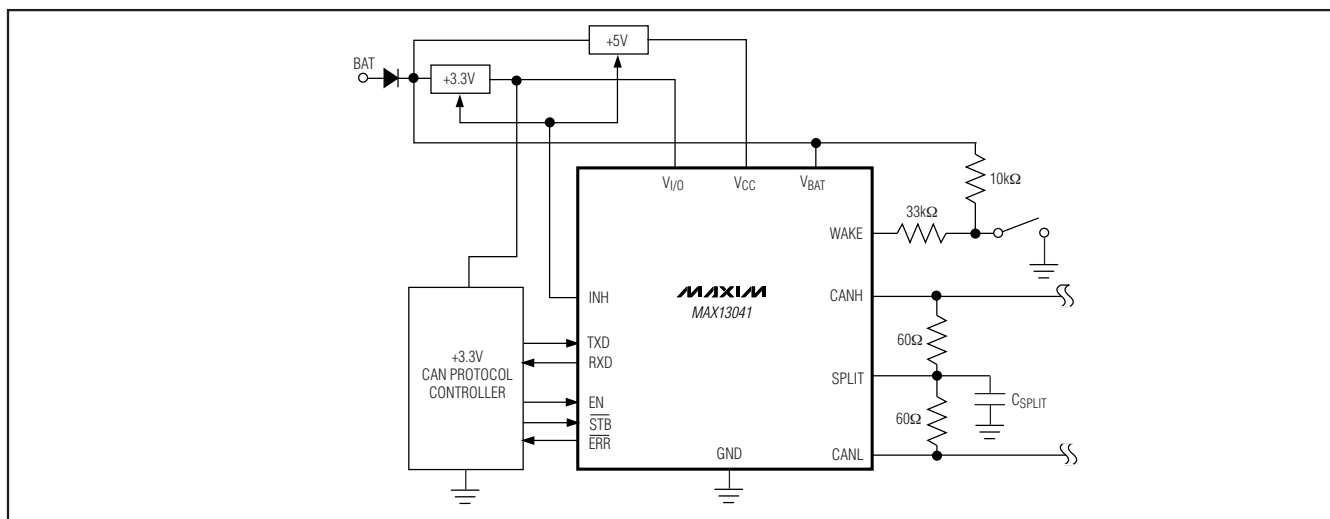 +5V
BAT
+3.3V
VI/O
VCC
VBAT
10kΩ
33kΩ
WAKE
INH
MAXIM
MAX13041
CANH
TXD
RXD
60Ω
+3.3V
CAN PROTOCOL
CONTROLLER
SPLIT
CSPLIT
EN
STB
ERR
60Ω
GND
CANL